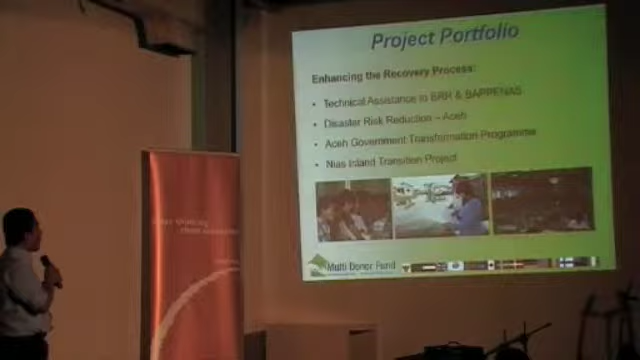 Project Portfolio
Enhancing the Recovery Process:
• Technical Assistance to BRR & BAPPENAS
• Disaster Risk Reduction – Aceh
• Aceh Government Transformation Programme
• Nias Island Transition Project
Multi Donor Fund